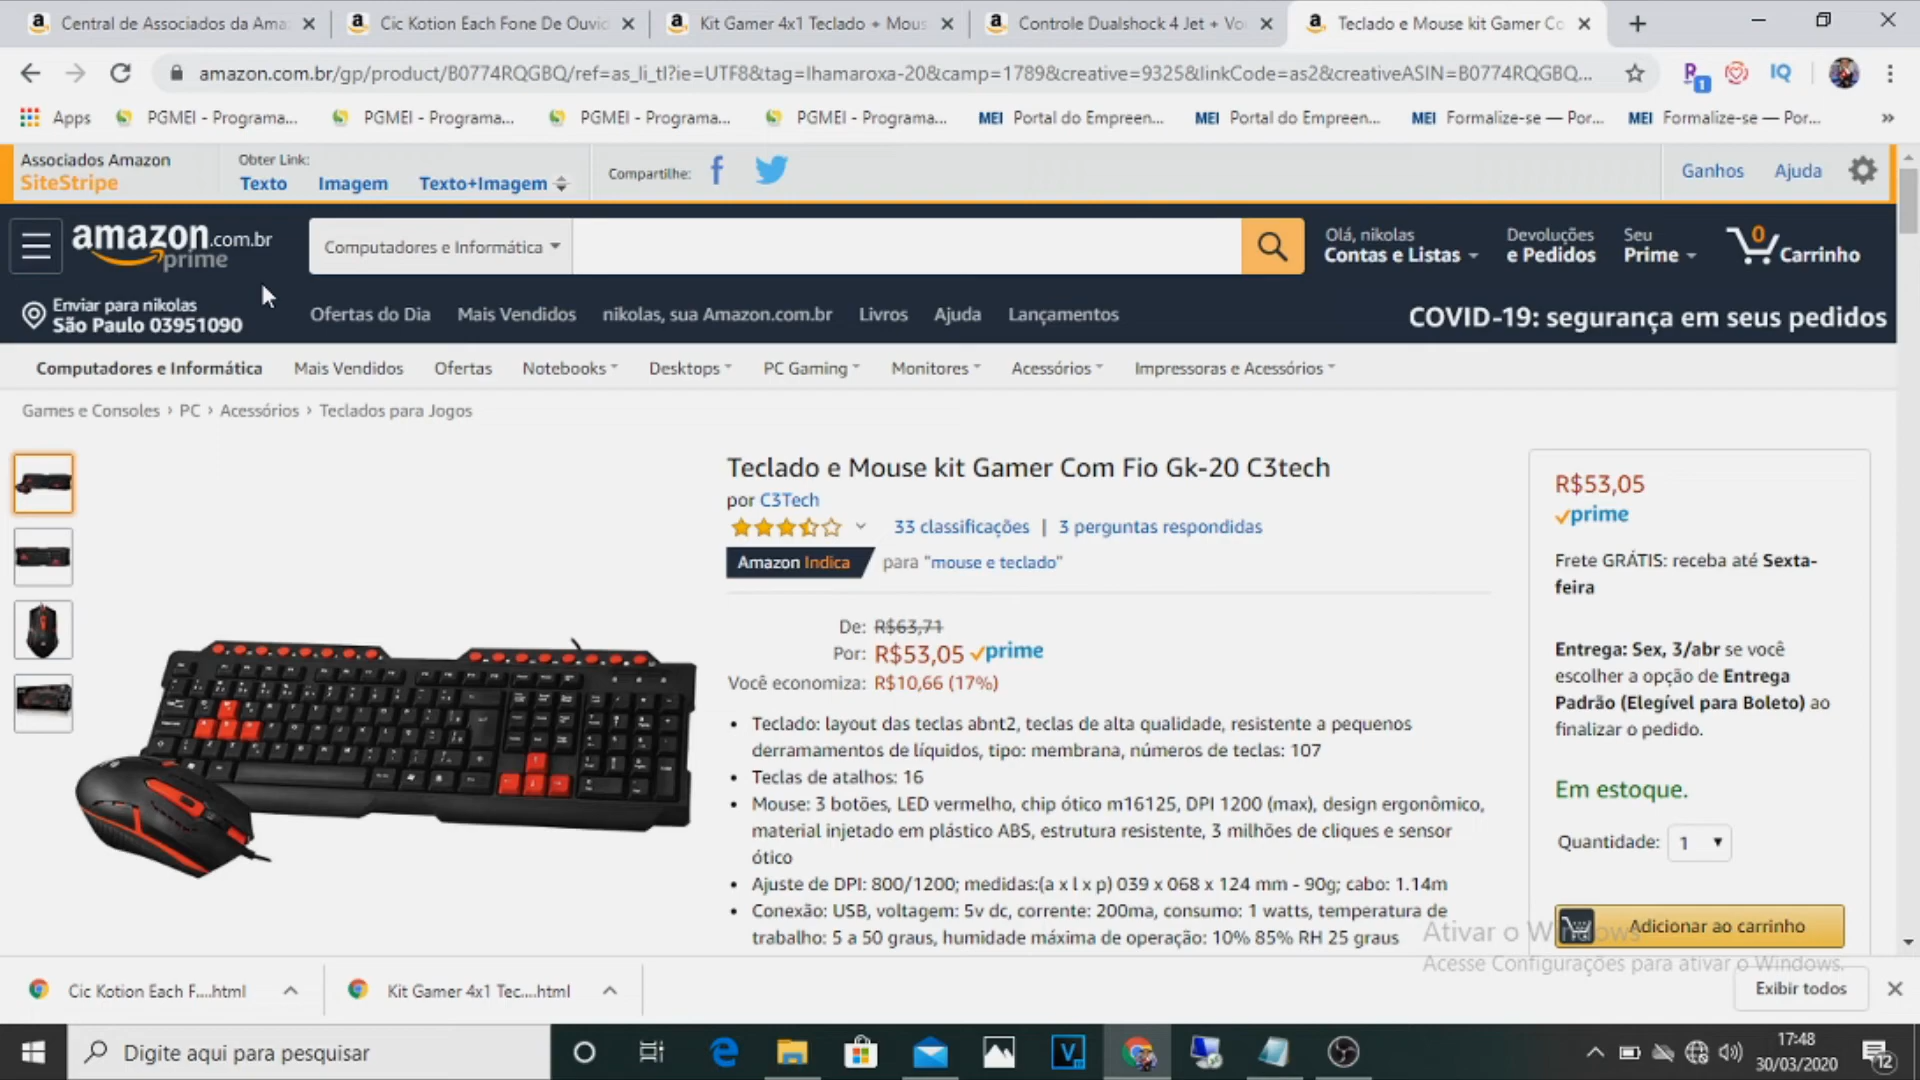 Central de Associados da Ama
Cic Kotion Each Fone De Ouvid
Kit Gamer 4x1 Teclado + Mous
Controle Dualshock 4 Jet + Vo
Teclado e Mouse kit Gamer Co
amazon.com.br/gp/product/B0774RQGBQ/ref=as_li_tl?ie=UTF8&tag=lhamaroxa-20&camp=1789&creative=9325&linkCode=as2&creativeASIN=B0774RQGBQ...
1
IQ
Apps
PGMEI - Programa...
PGMEI - Programa...
PGMEI - Programa...
PGMEI - Programa...
MEI Portal do Empreen...
MEI Portal do Empreen...
MEI Formalize-se — Por...
MEI Formalize-se — Por...
»
Associados Amazon
SiteStripe
Obter Link:
Texto
Imagem
Texto+Imagem
Compartilhe:
Ganhos
Ajuda
amazon.com.br
prime
Computadores e Informática
Olá, nikolas
Contas e Listas
Devoluções
e Pedidos
Seu
Prime
0
Carrinho
Enviar para nikolas
São Paulo 03951090
Ofertas do Dia
Mais Vendidos
nikolas, sua Amazon.com.br
Livros
Ajuda
Lançamentos
COVID-19: segurança em seus pedidos
Computadores e Informática
Mais Vendidos
Ofertas
Notebooks
Desktops
PC Gaming
Monitores
Acessórios
Impressoras e Acessórios
Games e Consoles › PC › Acessórios › Teclados para Jogos
Teclado e Mouse kit Gamer Com Fio Gk-20 C3tech
por C3Tech
33 classificações | 3 perguntas respondidas
Amazon Indica para "mouse e teclado"
De: R$63,71
Por: R$53,05 prime
Você economiza: R$10,66 (17%)
• Teclado: layout das teclas abnt2, teclas de alta qualidade, resistente a pequenos
derramamentos de líquidos, tipo: membrana, números de teclas: 107
• Teclas de atalhos: 16
• Mouse: 3 botões, LED vermelho, chip ótico m16125, DPI 1200 (max), design ergonômico,
material injetado em plástico ABS, estrutura resistente, 3 milhões de cliques e sensor
ótico
• Ajuste de DPI: 800/1200; medidas:(a x l x p) 039 x 068 x 124 mm - 90g; cabo: 1.14m
• Conexão: USB, voltagem: 5v dc, corrente: 200ma, consumo: 1 watts, temperatura de
trabalho: 5 a 50 graus, humidade máxima de operação: 10% 85% RH 25 graus
R$53,05
prime
Frete GRÁTIS: receba até Sexta-
feira
Entrega: Sex, 3/abr se você
escolher a opção de Entrega
Padrão (Elegível para Boleto) ao
finalizar o pedido.
Em estoque.
Quantidade: 1
Adicionar ao carrinho
Ativar o Windows
Acesse Configurações para ativar o Windows.
Cic Kotion Each F....html
Kit Gamer 4x1 Tec....html
Exibir todos
Digite aqui para pesquisar
17:48
30/03/2020
12